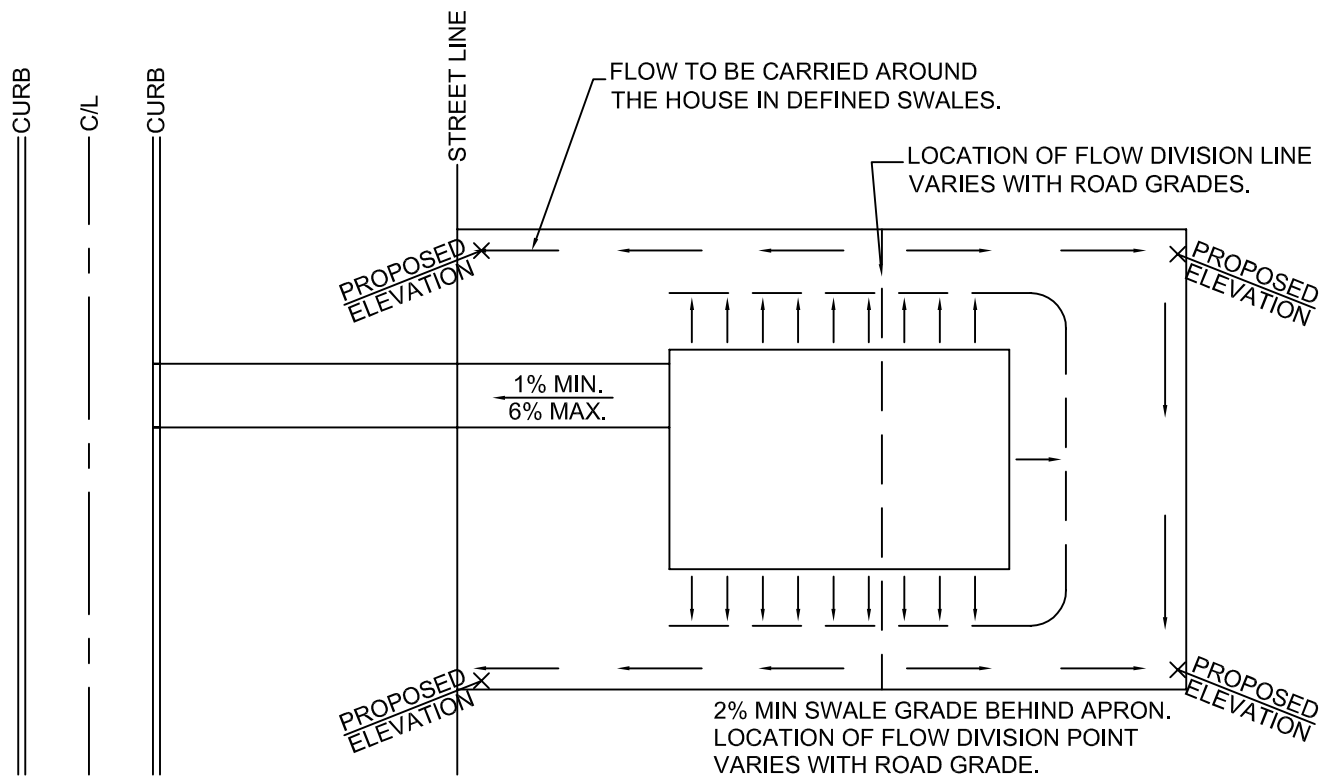 CURB
C/L
CURB
STREET LINE
FLOW TO BE CARRIED AROUND
THE HOUSE IN DEFINED SWALES.
LOCATION OF FLOW DIVISION LINE
VARIES WITH ROAD GRADES.
PROPOSED
ELEVATION
PROPOSED
ELEVATION
1% MIN.
6% MAX.
PROPOSED
ELEVATION
PROPOSED
ELEVATION
2% MIN SWALE GRADE BEHIND APRON.
LOCATION OF FLOW DIVISION POINT
VARIES WITH ROAD GRADE.